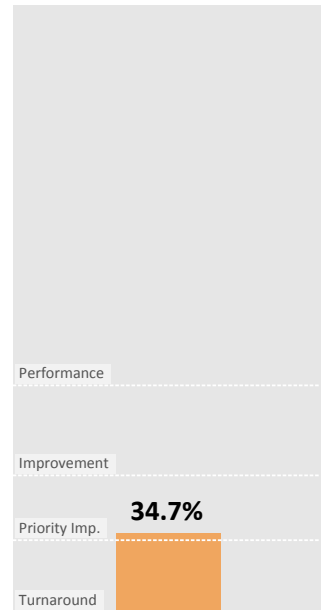 Performance
Improvement
34.7%
Priority Imp.
Turnaround